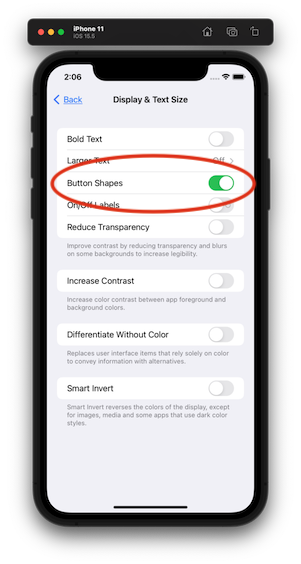 iPhone 11
iOS 15.5
2:06
Back
Display & Text Size
Bold Text
Larger Text Off
Button Shapes
On/Off Labels
Reduce Transparency
Improve contrast by reducing transparency and blurs
on some backgrounds to increase legibility.
Increase Contrast
Increase color contrast between app foreground and
background colors.
Differentiate Without Color
Replaces user interface items that rely solely on color
to convey information with alternatives.
Smart Invert
Smart Invert reverses the colors of the display, except
for images, media and some apps that use dark color
styles.